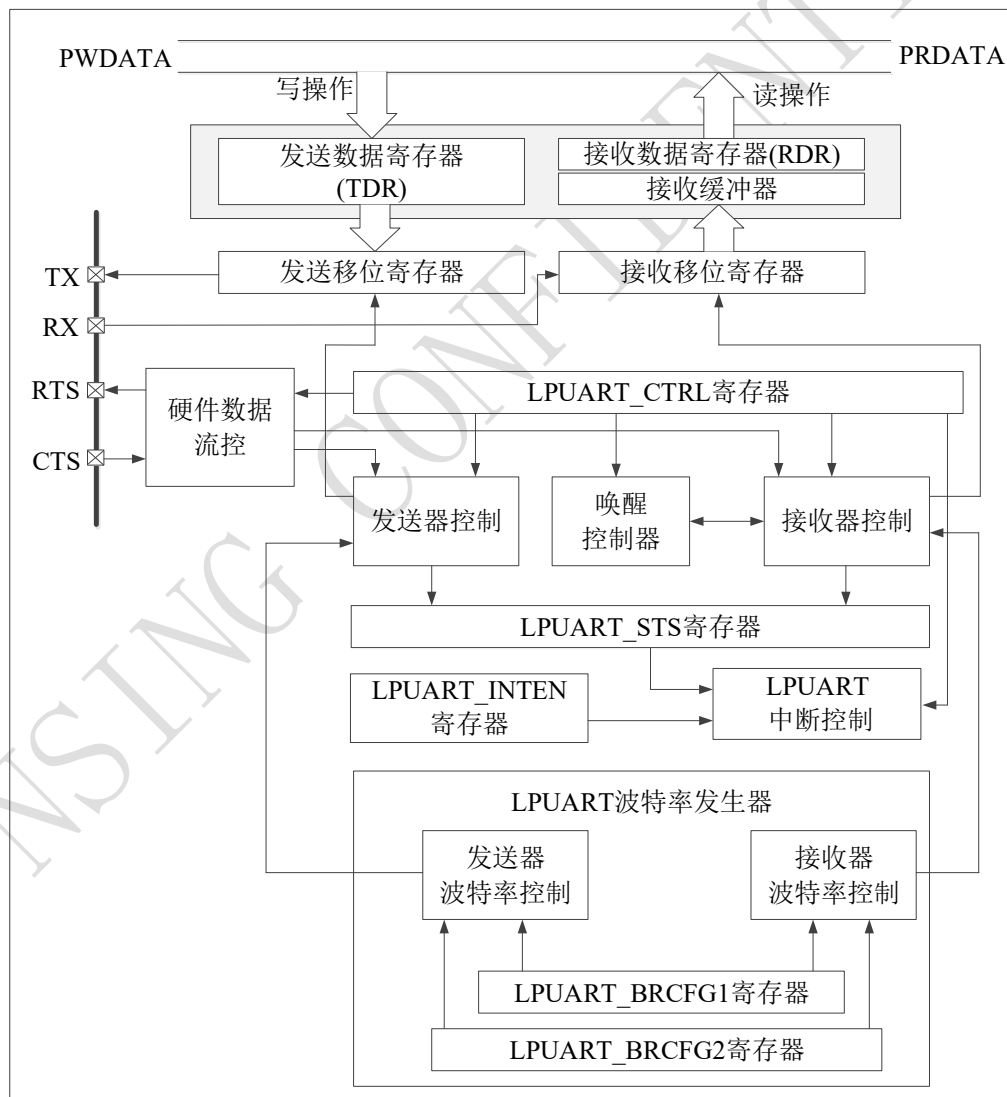 PWDATA
PRDATA
写操作
读操作
发送数据寄存器
(TDR)
接收数据寄存器(RDR)
接收缓冲器
TX
发送移位寄存器
接收移位寄存器
RX
RTS
硬件数据
流控
LPUART_CTRL寄存器
CTS
发送器控制
唤醒
控制器
接收器控制
LPUART_STS寄存器
LPUART_INTEN
寄存器
LPUART
中断控制
LPUART波特率发生器
发送器
波特率控制
接收器
波特率控制
LPUART_BRCFG1寄存器
LPUART_BRCFG2寄存器
NSING CONFIDENT